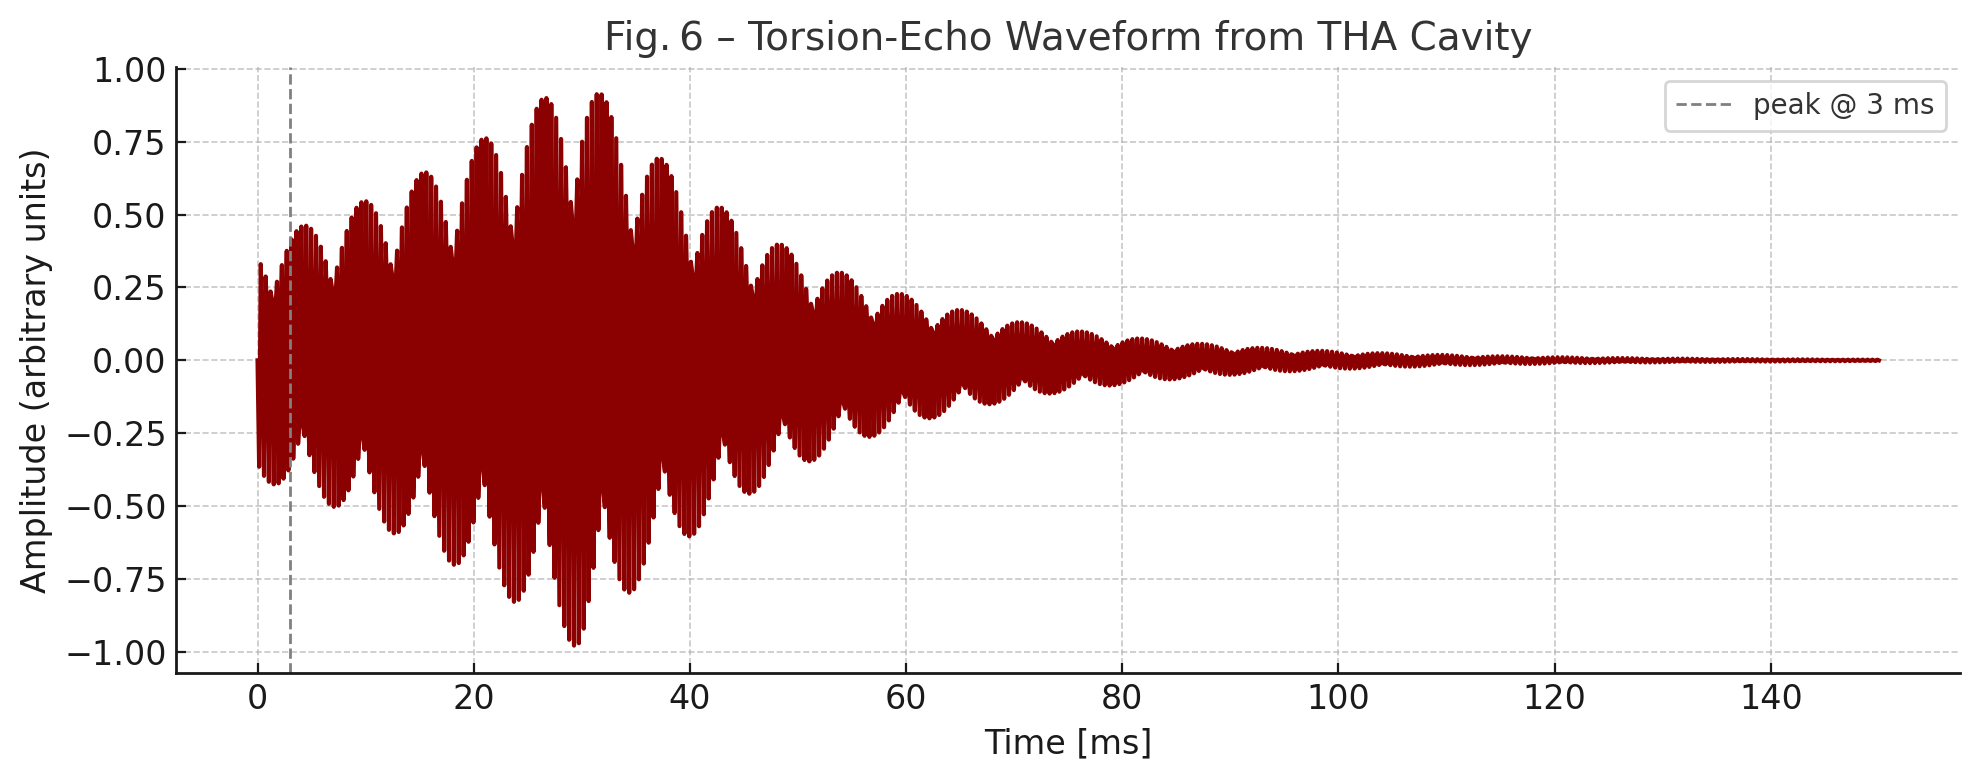 Fig. 6 – Torsion-Echo Waveform from THA Cavity
peak @ 3 ms
Amplitude (arbitrary units)
1.00
0.75
0.50
0.25
0.00
−0.25
−0.50
−0.75
−1.00
0 20 40 60 80 100 120 140
Time [ms]